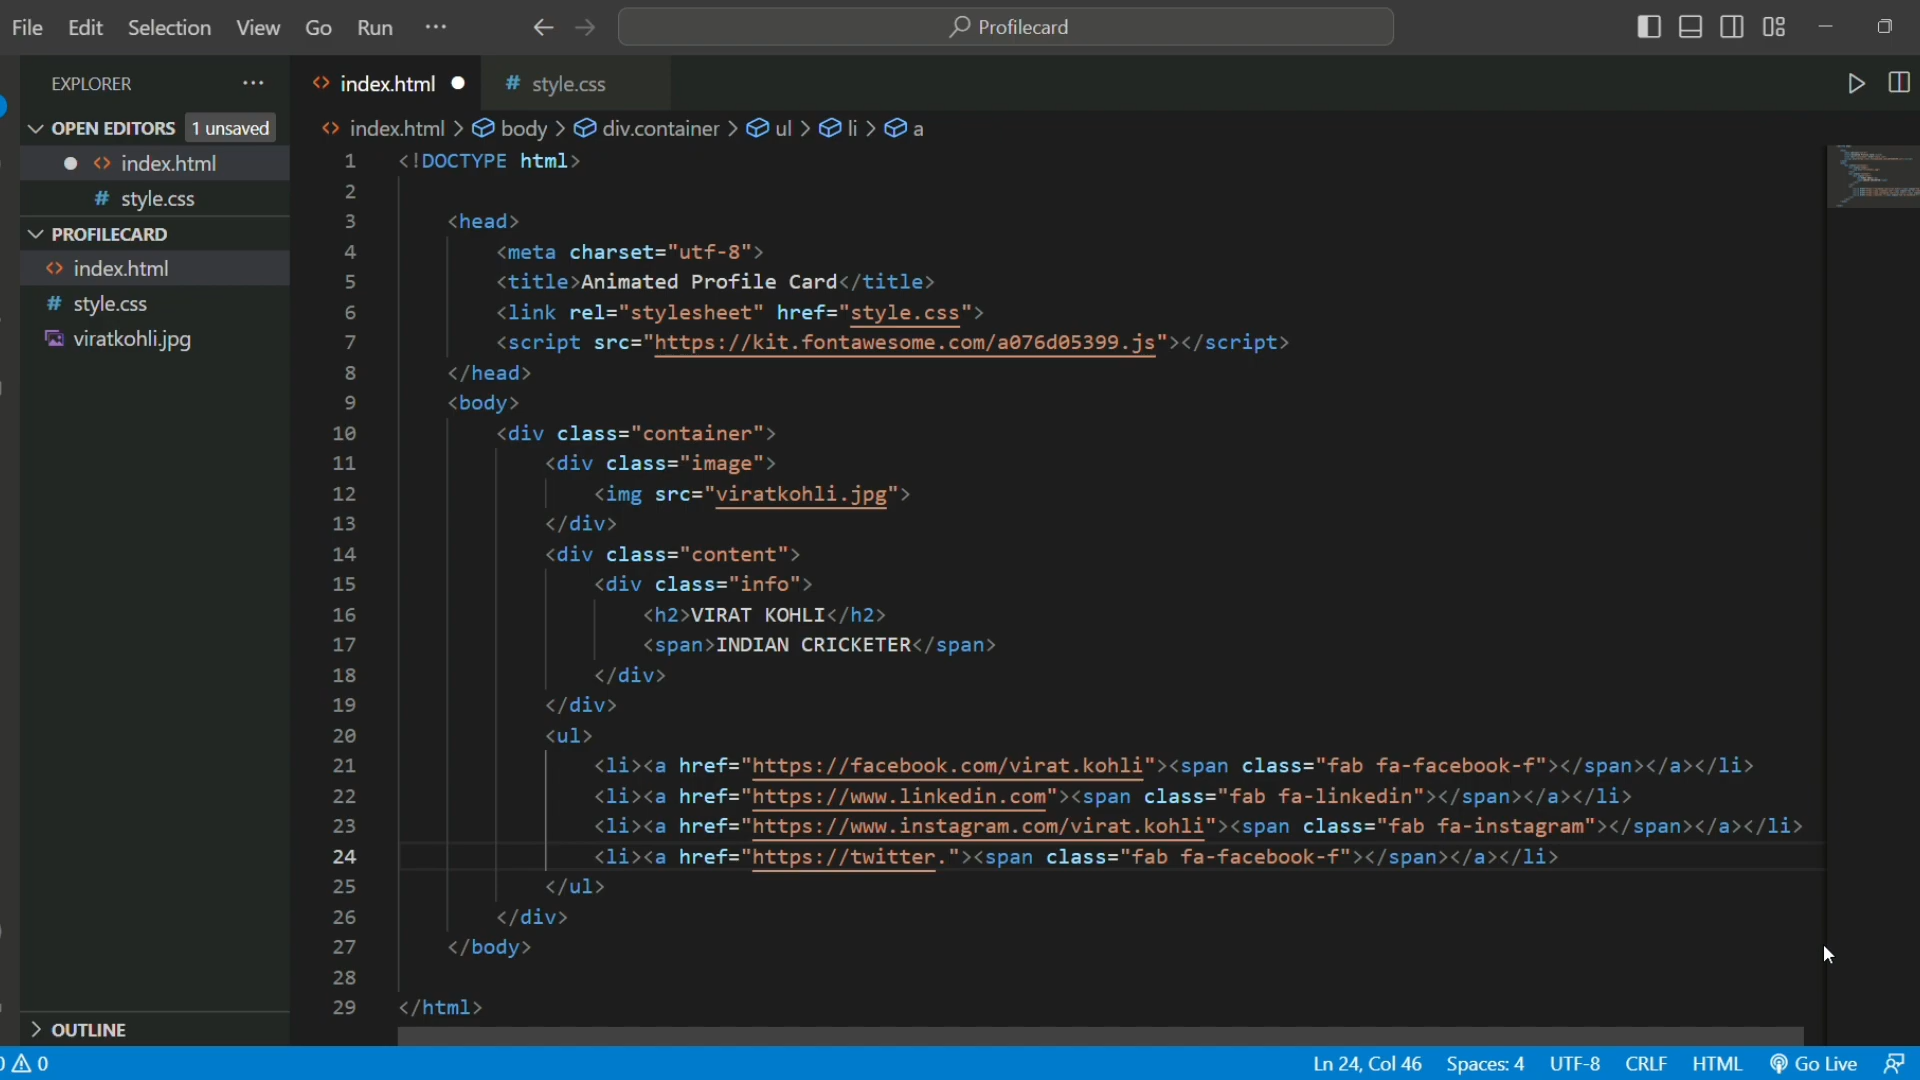 File Edit Selection View Go Run ···
Profilecard
EXPLORER ···
OPEN EDITORS 1 unsaved
index.html
style.css
PROFILECARD
index.html
style.css
viratkohli.jpg
OUTLINE
index.html
style.css
index.html > body > div.container > ul > li > a
1 <!DOCTYPE html>
2
3 <head>
4 <meta charset="utf-8">
5 <title>Animated Profile Card</title>
6 <link rel="stylesheet" href="style.css">
7 <script src="https://kit.fontawesome.com/a076d05399.js"></script>
8 </head>
9 <body>
10 <div class="container">
11 <div class="image">
12 <img src="viratkohli.jpg">
13 </div>
14 <div class="content">
15 <div class="info">
16 <h2>VIRAT KOHLI</h2>
17 <span>INDIAN CRICKETER</span>
18 </div>
19 </div>
20 <ul>
21 <li><a href="https://facebook.com/virat.kohli"><span class="fab fa-facebook-f"></span></a></li>
22 <li><a href="https://www.linkedin.com"><span class="fab fa-linkedin"></span></a></li>
23 <li><a href="https://www.instagram.com/virat.kohli"><span class="fab fa-instagram"></span></a></li>
24 <li><a href="https://twitter."><span class="fab fa-facebook-f"></span></a></li>
25 </ul>
26 </div>
27 </body>
28
29 </html>
0 Ln 24, Col 46 Spaces: 4 UTF-8 CRLF HTML Go Live